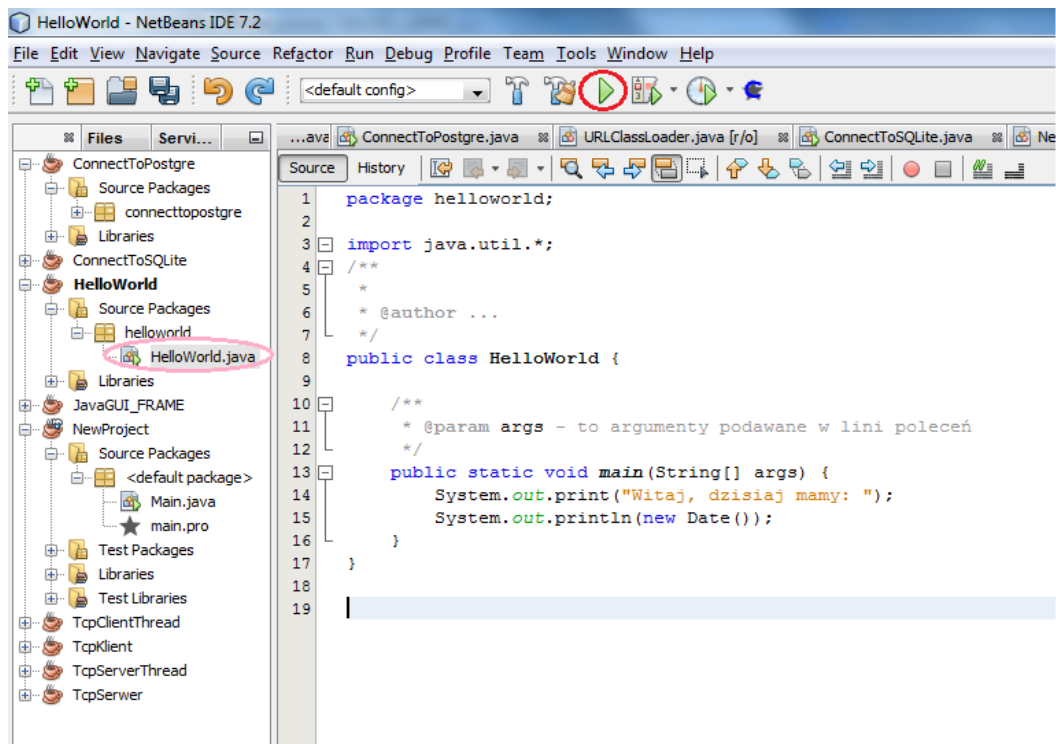 HelloWorld - NetBeans IDE 7.2
File Edit View Navigate Source Refactor Run Debug Profile Team Tools Window Help
<default config>
Files Servi...
...ava ConnectToPostgre.java URLClassLoader.java [r/o] ConnectToSQLite.java Ne
Source History
ConnectToPostgre
Source Packages
connecttopostgre
Libraries
ConnectToSQLite
HelloWorld
Source Packages
helloworld
HelloWorld.java
Libraries
JavaGUI_FRAME
NewProject
Source Packages
<default package>
Main.java
main.pro
Test Packages
Libraries
Test Libraries
TcpClientThread
TcpKlient
TcpServerThread
TcpSerwer
1 package helloworld;
2
3 import java.util.*;
4 /**
5 *
6 * @author ...
7 */
8 public class HelloWorld {
9
10 /**
11 * @param args - to argumenty podawane w lini poleceń
12 */
13 public static void main(String[] args) {
14 System.out.print("Witaj, dzisiaj mamy: ");
15 System.out.println(new Date());
16 }
17 }
18
19